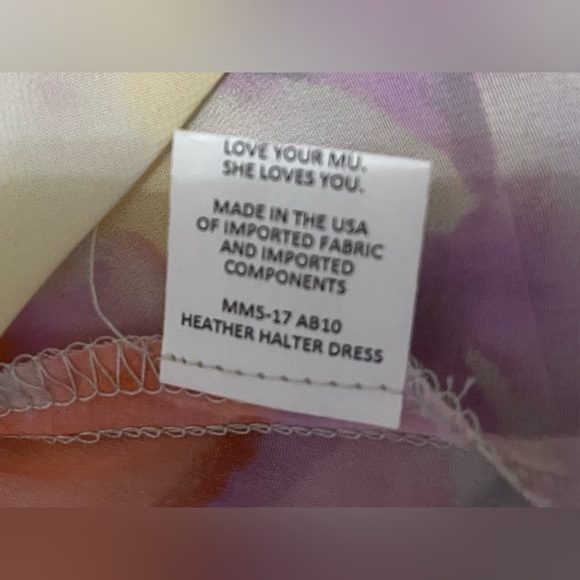 LOVE YOUR MU.
SHE LOVES YOU.
MADE IN THE USA
OF IMPORTED FABRIC
AND IMPORTED
COMPONENTS
MMS-17 AB10
HEATHER HALTER DRESS